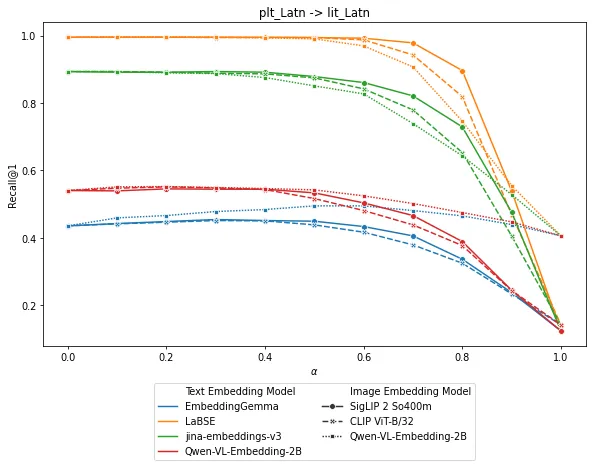 plt_Latn -> lit_Latn
Recall@1
1.0
0.8
0.6
0.4
0.2
0.0 0.2 0.4 0.6 0.8 1.0
α
Text Embedding Model
EmbeddingGemma
LaBSE
jina-embeddings-v3
Qwen-VL-Embedding-2B
Image Embedding Model
SigLIP 2 So400m
CLIP ViT-B/32
Qwen-VL-Embedding-2B